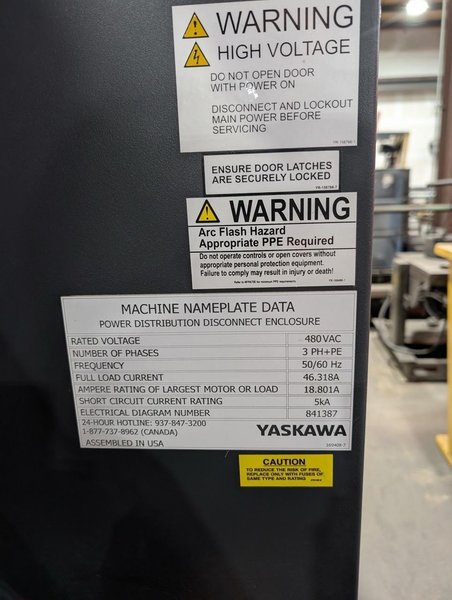 WARNING
HIGH VOLTAGE
DO NOT OPEN DOOR
WITH POWER ON
DISCONNECT AND LOCKOUT
MAIN POWER BEFORE
SERVICING
ENSURE DOOR LATCHES
ARE SECURELY LOCKED
WARNING
Arc Flash Hazard
Appropriate PPE Required
Do not operate controls or open covers without
appropriate personal protection equipment.
Failure to comply may result in injury or death!
MACHINE NAMEPLATE DATA
POWER DISTRIBUTION DISCONNECT ENCLOSURE
RATED VOLTAGE 480VAC
NUMBER OF PHASES 3 PH+PE
FREQUENCY 50/60 Hz
FULL LOAD CURRENT 46.318A
AMPERE RATING OF LARGEST MOTOR OR LOAD 18.801A
SHORT CIRCUIT CURRENT RATING 5kA
ELECTRICAL DIAGRAM NUMBER 841387
24-HOUR HOTLINE: 937-847-3200
1-877-737-8962 (CANADA)
YASKAWA
ASSEMBLED IN USA
CAUTION
TO REDUCE THE RISK OF FIRE,
REPLACE ONLY WITH FUSES OF
SAME TYPE AND RATING